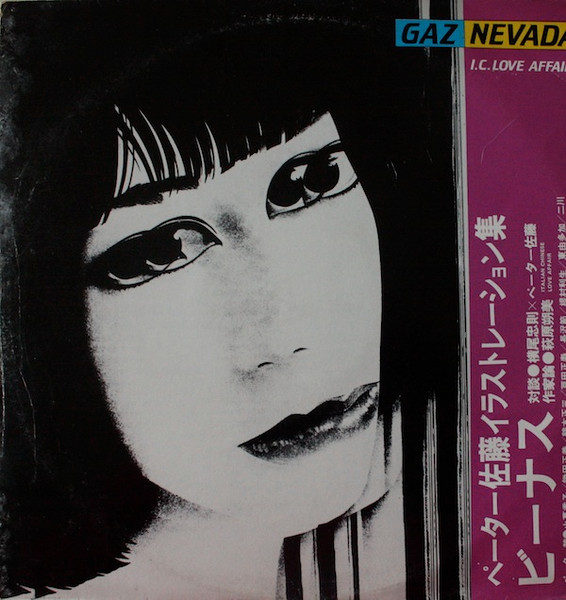 GAZ NEVADA
I.C. LOVE AFFAIR
ペーター佐藤イラストレーション集
ビーナス
対談●横尾忠則×ペーター佐藤
ITALIAN CHINESE
LOVE AFFAIR
作家論●萩原朔美